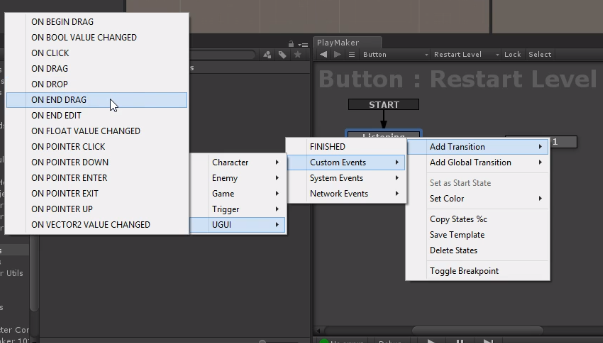 ON BEGIN DRAG
ON BOOL VALUE CHANGED
ON CLICK
ON DRAG
ON DROP
ON END DRAG
ON END EDIT
ON FLOAT VALUE CHANGED
ON POINTER CLICK
ON POINTER DOWN
ON POINTER ENTER
ON POINTER EXIT
ON POINTER UP
ON VECTOR2 VALUE CHANGED
Character
Enemy
Game
Trigger
UGUI
FINISHED
Custom Events
System Events
Network Events
PlayMaker
Button Restart Level Lock Select
Button : Restart Level
START
Listening
1
Add Transition
Add Global Transition
Set as Start State
Set Color
Copy States %c
Save Template
Delete States
Toggle Breakpoint
er Utils